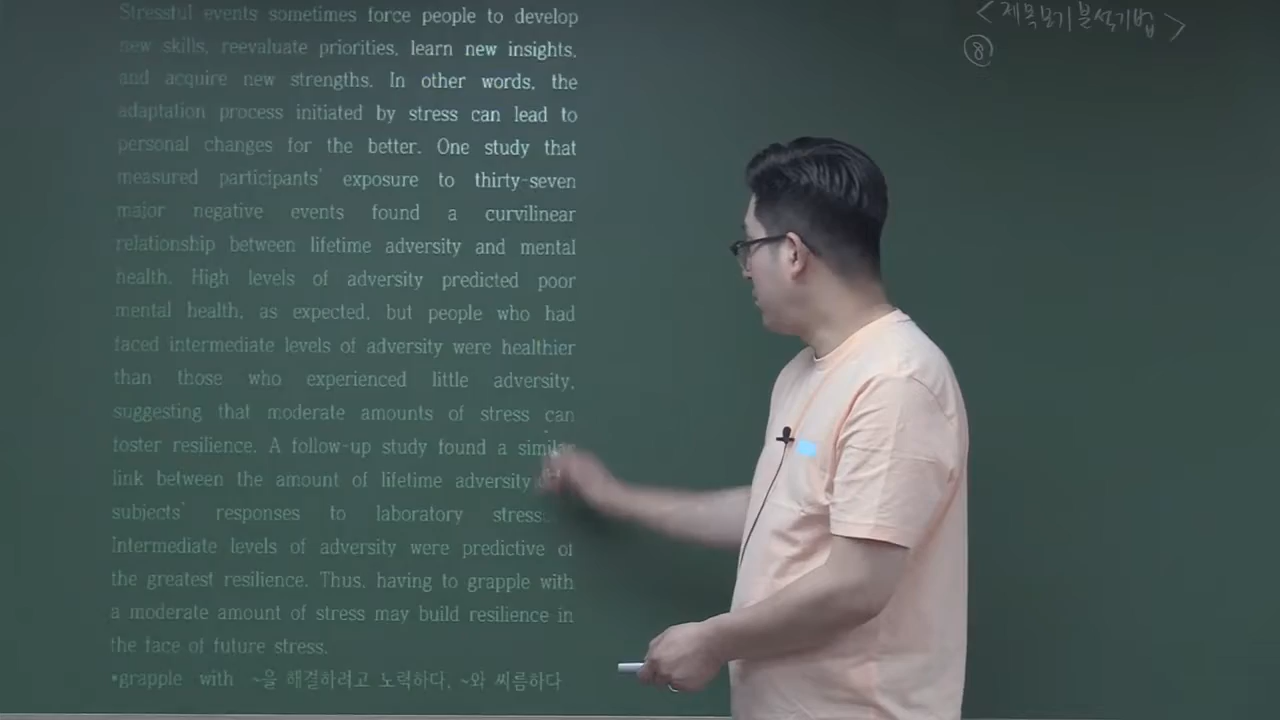 Stressful events sometimes force people to develop
new skills, reevaluate priorities, learn new insights,
and acquire new strengths. In other words, the
adaptation process initiated by stress can lead to
personal changes for the better. One study that
measured participants' exposure to thirty-seven
major negative events found a curvilinear
relationship between lifetime adversity and mental
health. High levels of adversity predicted poor
mental health, as expected, but people who had
faced intermediate levels of adversity were healthier
than those who experienced little adversity,
suggesting that moderate amounts of stress can
foster resilience. A follow-up study found a similar
link between the amount of lifetime adversity
subjects' responses to laboratory
Intermediate levels of adversity were predictive of
the greatest resilience. Thus, having to grapple with
a moderate amount of stress may build resilience in
the face of future stress.
*grapple with ~을 해결하려고 노력하다, ~와 씨름하다
<제목보기분석기법>
⑧